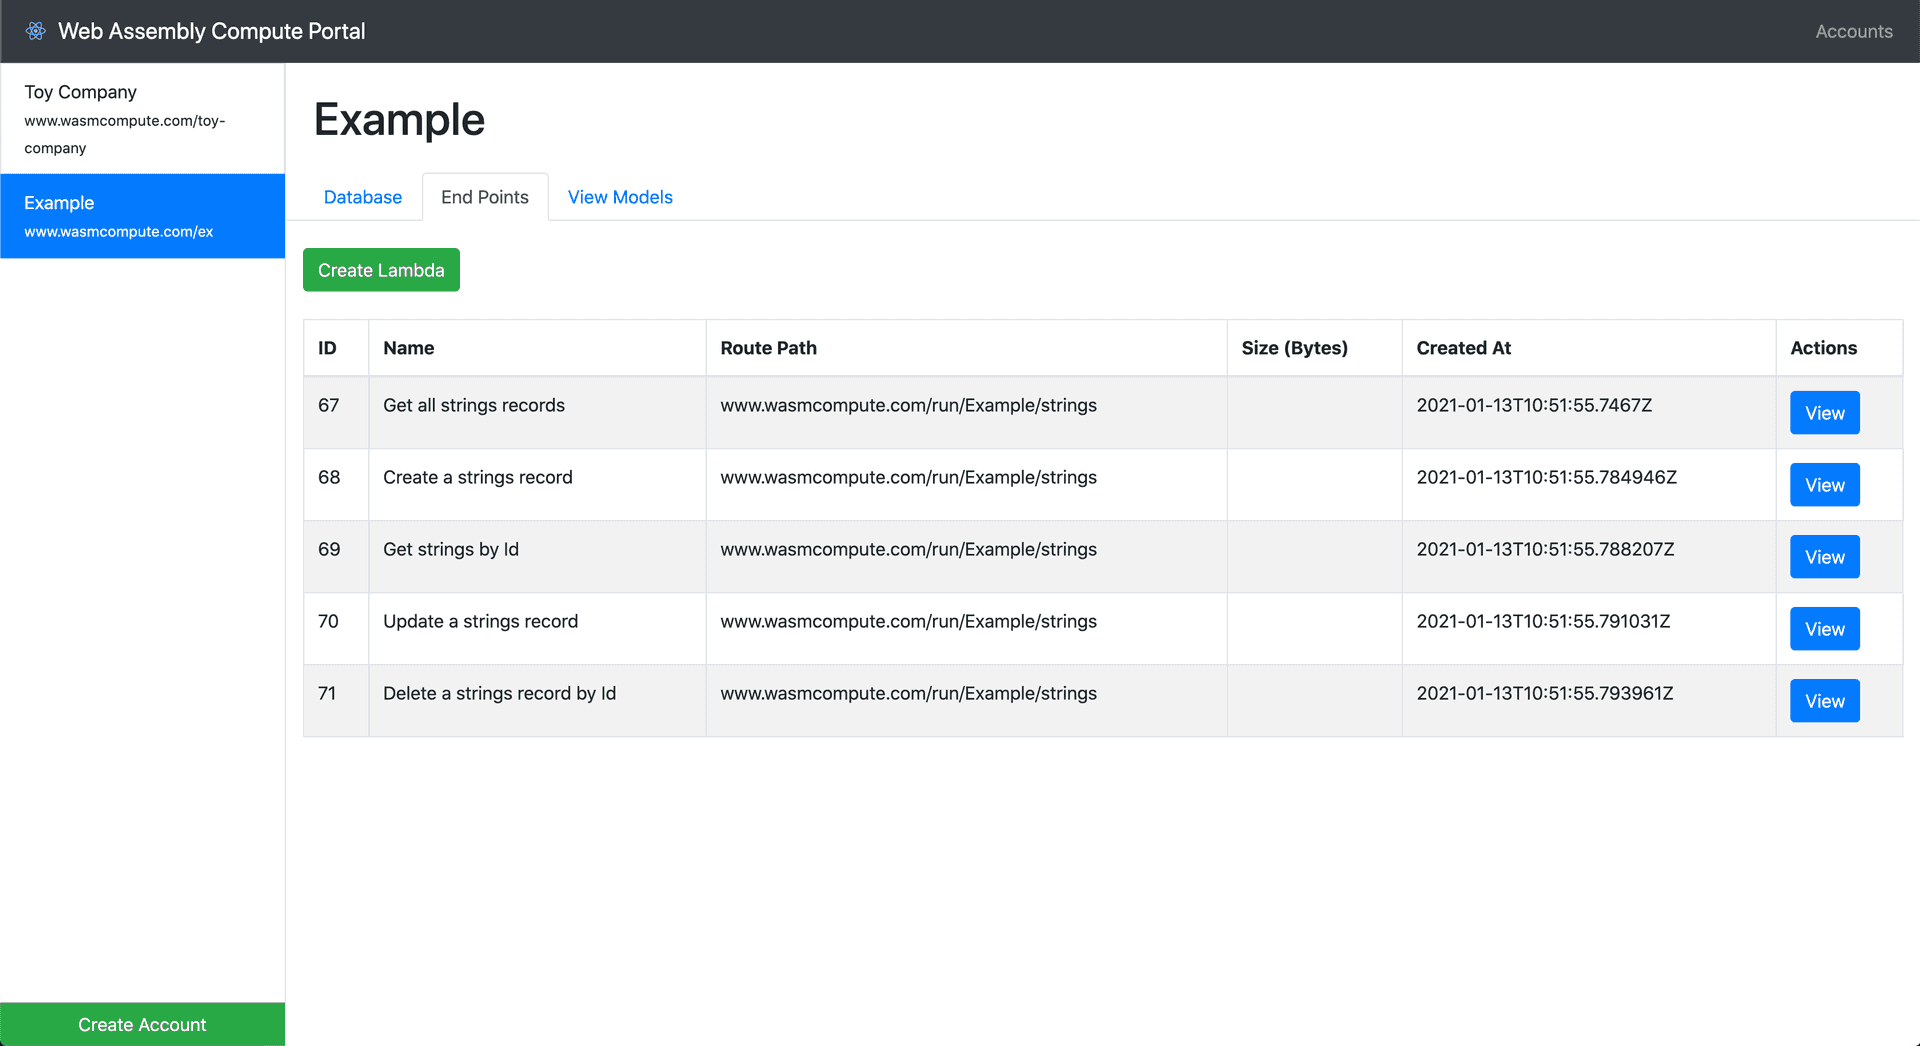 Web Assembly Compute Portal
Accounts
Toy Company
www.wasmcompute.com/toy-
company
Example
www.wasmcompute.com/ex
Create Account
Example
Database End Points View Models
Create Lambda
ID Name Route Path Size (Bytes) Created At Actions
67 Get all strings records www.wasmcompute.com/run/Example/strings 2021-01-13T10:51:55.7467Z View
68 Create a strings record www.wasmcompute.com/run/Example/strings 2021-01-13T10:51:55.784946Z View
69 Get strings by Id www.wasmcompute.com/run/Example/strings 2021-01-13T10:51:55.788207Z View
70 Update a strings record www.wasmcompute.com/run/Example/strings 2021-01-13T10:51:55.791031Z View
71 Delete a strings record by Id www.wasmcompute.com/run/Example/strings 2021-01-13T10:51:55.793961Z View